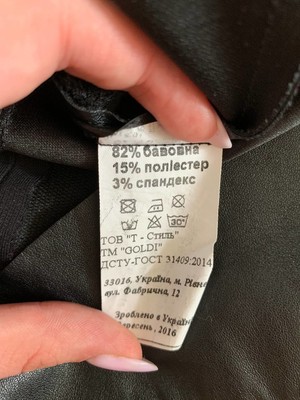 82% бавовна
15% поліестер
3% спандекс
30°
ТОВ "Т - Стиль"
ТМ "GOLDI"
ДСТУ-ГОСТ 31409:2014
33016, Україна, м. Рівне
вул. Фабрична, 12
Зроблено в Україні
Вересень, 2016